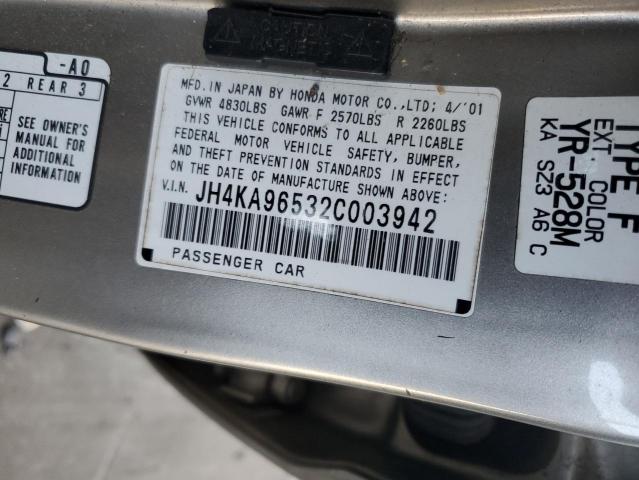 CAUTION
MAGNETIC
-A0
2 REAR 3
SEE OWNER'S
MANUAL FOR
ADDITIONAL
INFORMATION
MFD. IN JAPAN BY HONDA MOTOR CO., LTD; 4/'01
GVWR 4830LBS GAWR F 2570LBS R 2260LBS
THIS VEHICLE CONFORMS TO ALL APPLICABLE
FEDERAL MOTOR VEHICLE SAFETY, BUMPER,
AND THEFT PREVENTION STANDARDS IN EFFECT
ON THE DATE OF MANUFACTURE SHOWN ABOVE:
V.I.N. JH4KA96532C003942
PASSENGER CAR
TYPE F
EXT. COLOR
YR-528M
KA SZ3 A6 C